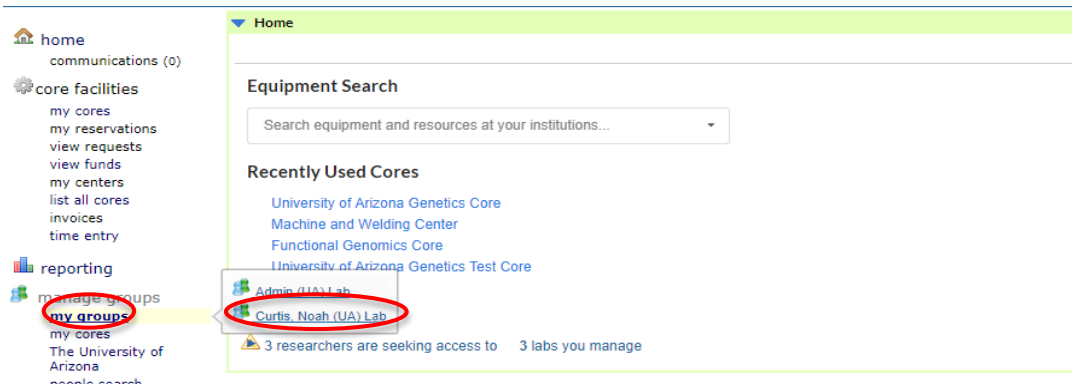 home
communications (0)
core facilities
my cores
my reservations
view requests
view funds
my centers
list all cores
invoices
time entry
reporting
manage groups
my groups
my cores
The University of
Arizona
people search
Home
Equipment Search
Search equipment and resources at your institutions...
Recently Used Cores
University of Arizona Genetics Core
Machine and Welding Center
Functional Genomics Core
University of Arizona Genetics Test Core
Admin (UA) Lab
Curtis, Noah (UA) Lab
3 researchers are seeking access to 3 labs you manage